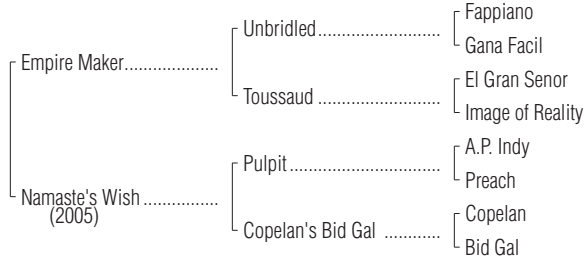 Fappiano
Unbridled
Gana Facil
Empire Maker
El Gran Senor
Toussaud
Image of Reality
A.P. Indy
Pulpit
Preach
Namaste's Wish
(2005)
Copelan
Copelan's Bid Gal
Bid Gal